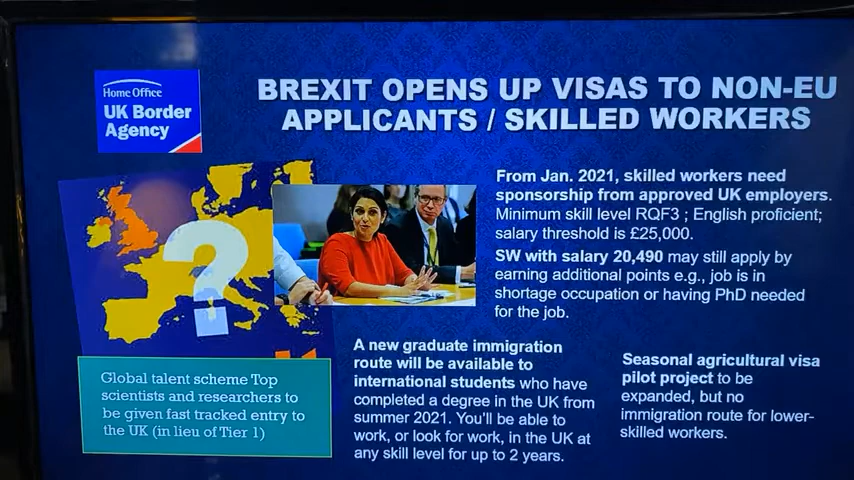 Home Office
UK Border
Agency
BREXIT OPENS UP VISAS TO NON-EU
APPLICANTS / SKILLED WORKERS
?
From Jan. 2021, skilled workers need
sponsorship from approved UK employers.
Minimum skill level RQF3 ; English proficient;
salary threshold is £25,000.
SW with salary 20,490 may still apply by
earning additional points e.g., job is in
shortage occupation or having PhD needed
for the job.
Global talent scheme Top
scientists and researchers to
be given fast tracked entry to
the UK (in lieu of Tier 1)
A new graduate immigration
route will be available to
international students who have
completed a degree in the UK from
summer 2021. You'll be able to
work, or look for work, in the UK at
any skill level for up to 2 years.
Seasonal agricultural visa
pilot project to be
expanded, but no
immigration route for lower-
skilled workers.